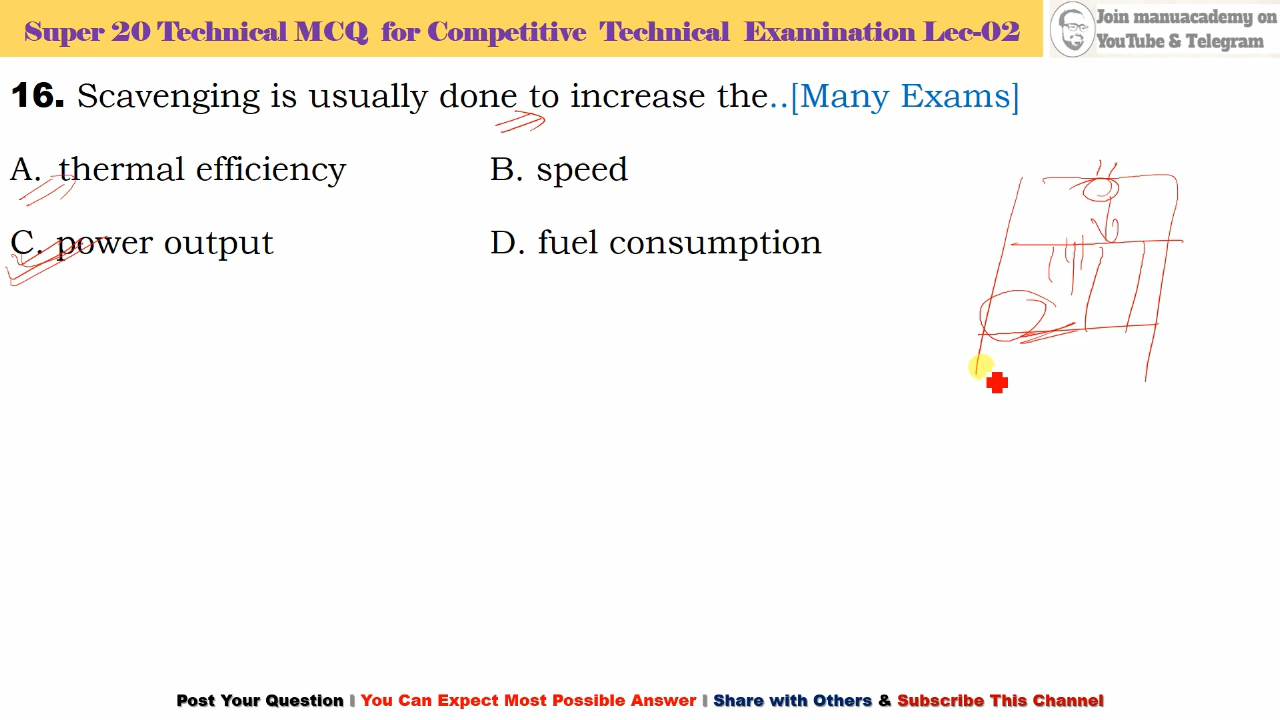 Super 20 Technical MCQ for Competitive Technical Examination Lec-02
Join manuacademy on
YouTube & Telegram
16. Scavenging is usually done to increase the..[Many Exams]
A. thermal efficiency
B. speed
C. power output
D. fuel consumption
Post Your Question | You Can Expect Most Possible Answer | Share with Others & Subscribe This Channel